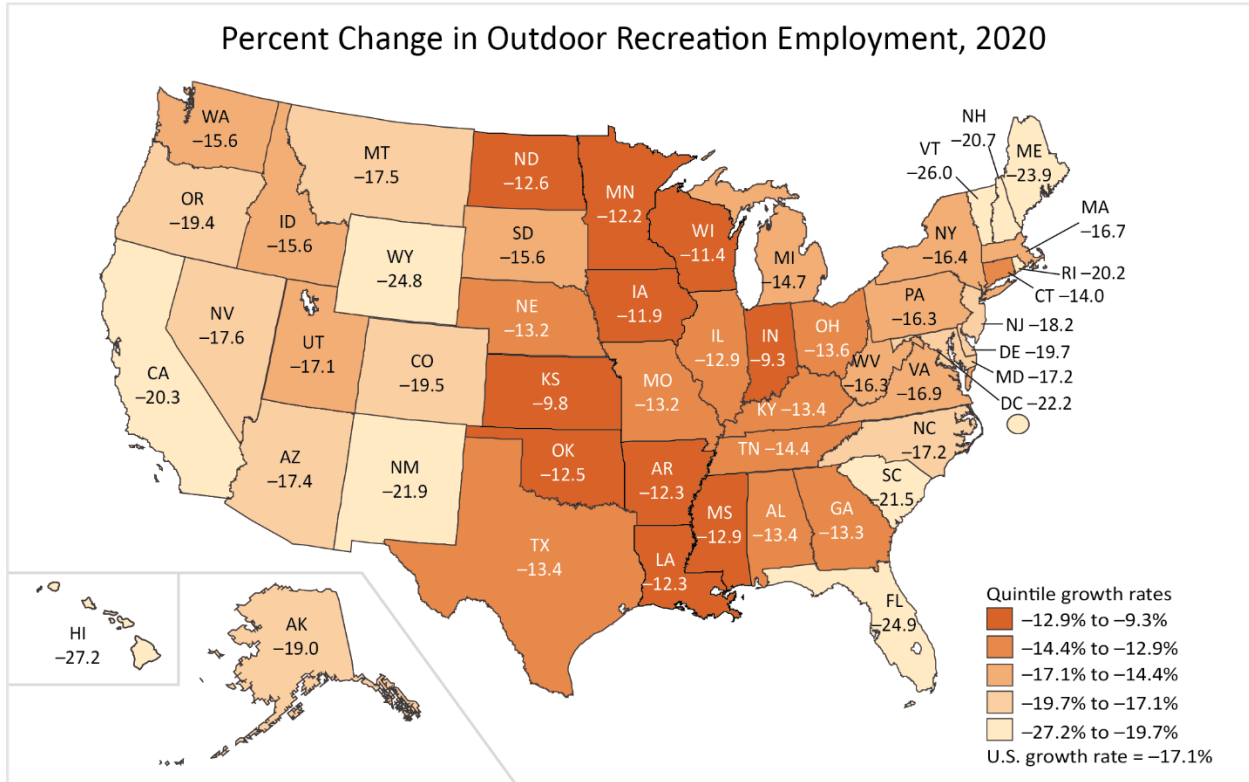 Percent Change in Outdoor Recreation Employment, 2020
WA
–15.6
OR
–19.4
CA
–20.3
NV
–17.6
ID
–15.6
MT
–17.5
WY
–24.8
UT
–17.1
CO
–19.5
AZ
–17.4
NM
–21.9
ND
–12.6
SD
–15.6
NE
–13.2
KS
–9.8
OK
–12.5
TX
–13.4
MN
–12.2
IA
–11.9
MO
–13.2
AR
–12.3
LA
–12.3
WI
–11.4
IL
–12.9
MI
–14.7
IN
–9.3
OH
–13.6
KY –13.4
TN –14.4
MS
–12.9
AL
–13.4
GA
–13.3
FL
–24.9
SC
–21.5
NC
–17.2
VA
–16.9
WV
–16.3
PA
–16.3
NY
–16.4
VT
–26.0
NH
–20.7
ME
–23.9
MA
–16.7
RI –20.2
CT –14.0
NJ –18.2
DE –19.7
MD –17.2
DC –22.2
HI
–27.2
AK
–19.0
Quintile growth rates
–12.9% to –9.3%
–14.4% to –12.9%
–17.1% to –14.4%
–19.7% to –17.1%
–27.2% to –19.7%
U.S. growth rate = –17.1%